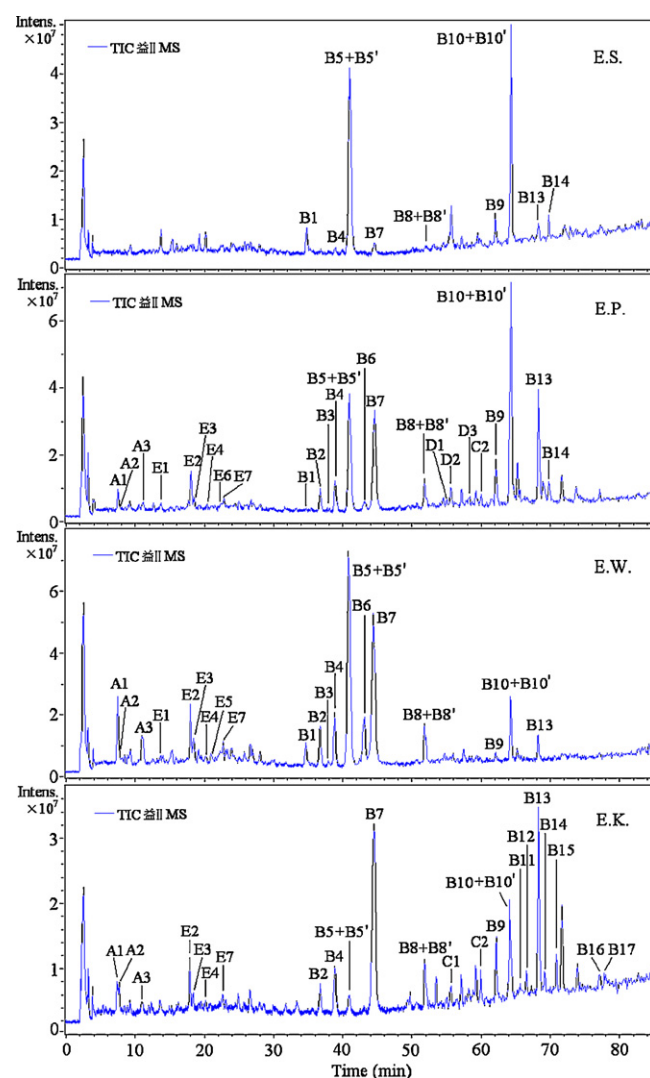 Intens.
×10⁷
TIC 益II MS
E.S.
B5+B5'
B10+B10'
B1
B4
B7
B8+B8'
B9
B13
B14
4
3
2
1
0
Intens.
×10⁷
TIC 益II MS
E.P.
B10+B10'
A1
A2
A3
E1
E2
E3
E4
E6
E7
B1
B2
B3
B4
B5+B5'
B6
B7
B8+B8'
D1
D2
D3
C2
B9
B13
B14
6
4
2
0
Intens.
×10⁷
TIC 益II MS
E.W.
A1
A2
A3
E1
E2
E3
E4
E5
E7
B1
B2
B3
B4
B5+B5'
B6
B7
B8+B8'
B9
B10+B10'
B13
6
4
2
0
Intens.
×10⁷
TIC 益II MS
E.K.
A1
A2
A3
E2
E3
E4
E7
B2
B4
B5+B5'
B7
B8+B8'
C1
C2
B9
B10+B10'
B11
B12
B13
B14
B15
B16
B17
3
2
1
0
0 10 20 30 40 50 60 70 80
Time (min)